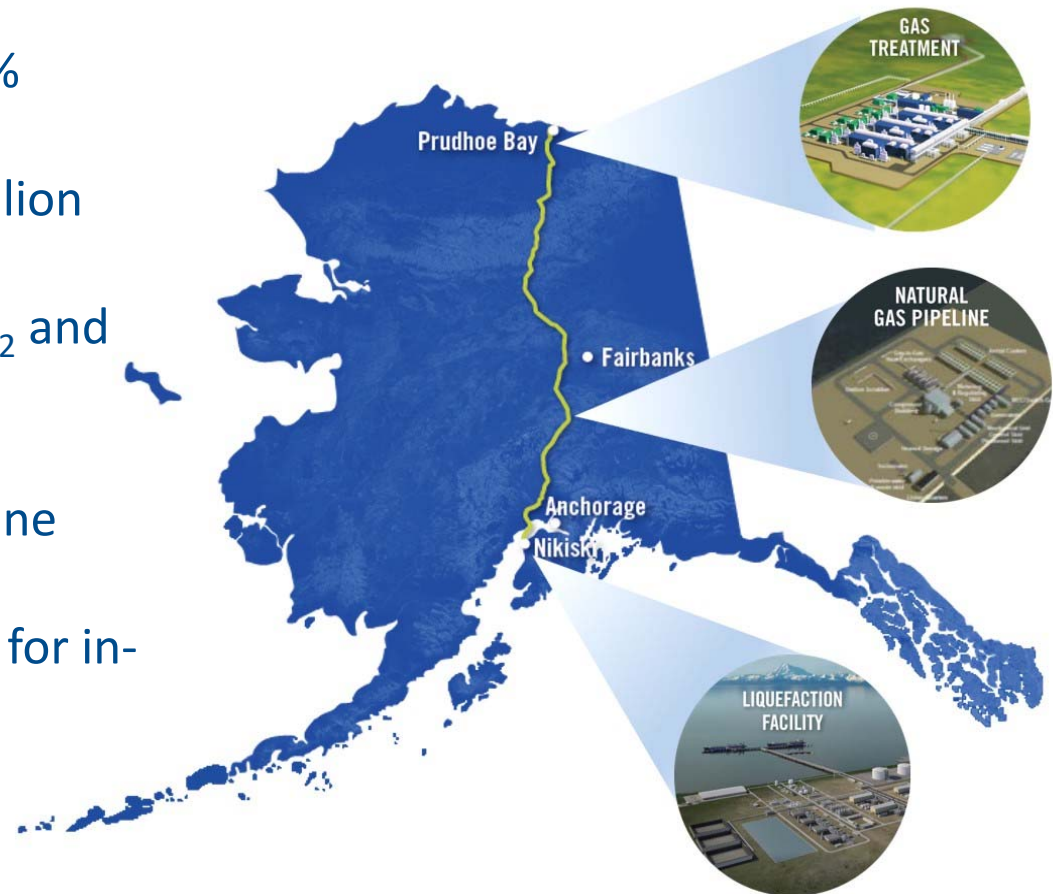 %
lion
₂ and
ne
for in-
GAS
TREATMENT
Prudhoe Bay
NATURAL
GAS PIPELINE
Fairbanks
Anchorage
Nikiski
LIQUEFACTION
FACILITY